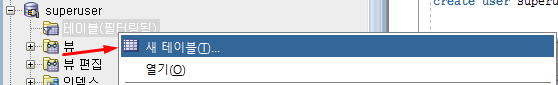 superuser
create user superu
테이블(필터링됨)
뷰
새 테이블(T)...
뷰 편집
열기(O)
인덱스